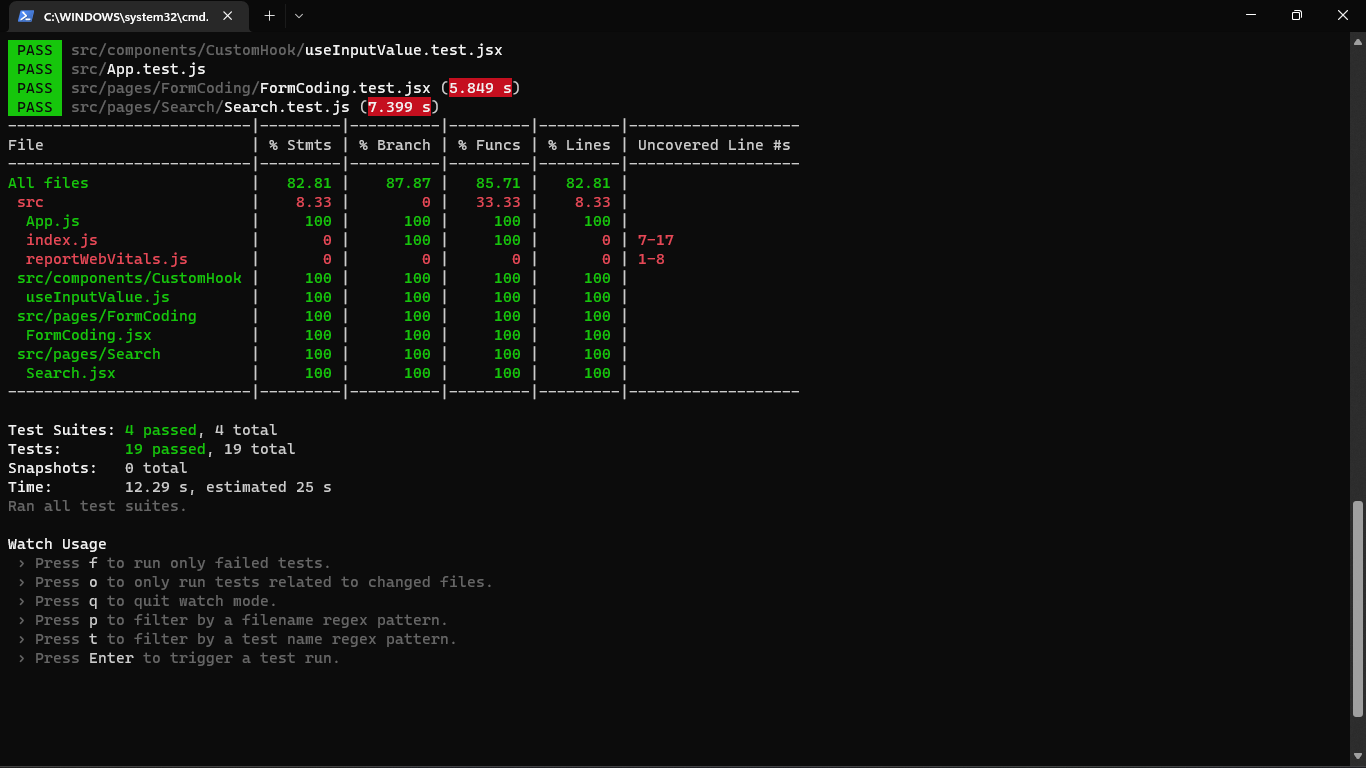 C:\WINDOWS\system32\cmd.
PASS src/components/CustomHook/useInputValue.test.jsx
PASS src/App.test.js
PASS src/pages/FormCoding/FormCoding.test.jsx (5.849 s)
PASS src/pages/Search/Search.test.js (7.399 s)
---------------------------|---------|----------|---------|---------|-------------------
File                       | % Stmts | % Branch | % Funcs | % Lines | Uncovered Line #s
---------------------------|---------|----------|---------|---------|-------------------
All files                  |   82.81 |    87.87 |   85.71 |   82.81 |
 src                       |    8.33 |        0 |   33.33 |    8.33 |
  App.js                   |     100 |      100 |     100 |     100 |
  index.js                 |       0 |      100 |     100 |       0 | 7-17
  reportWebVitals.js       |       0 |        0 |       0 |       0 | 1-8
 src/components/CustomHook |     100 |      100 |     100 |     100 |
  useInputValue.js         |     100 |      100 |     100 |     100 |
 src/pages/FormCoding      |     100 |      100 |     100 |     100 |
  FormCoding.jsx           |     100 |      100 |     100 |     100 |
 src/pages/Search          |     100 |      100 |     100 |     100 |
  Search.jsx               |     100 |      100 |     100 |     100 |
---------------------------|---------|----------|---------|---------|-------------------
Test Suites: 4 passed, 4 total
Tests:       19 passed, 19 total
Snapshots:   0 total
Time:        12.29 s, estimated 25 s
Ran all test suites.
Watch Usage
 › Press f to run only failed tests.
 › Press o to only run tests related to changed files.
 › Press q to quit watch mode.
 › Press p to filter by a filename regex pattern.
 › Press t to filter by a test name regex pattern.
 › Press Enter to trigger a test run.